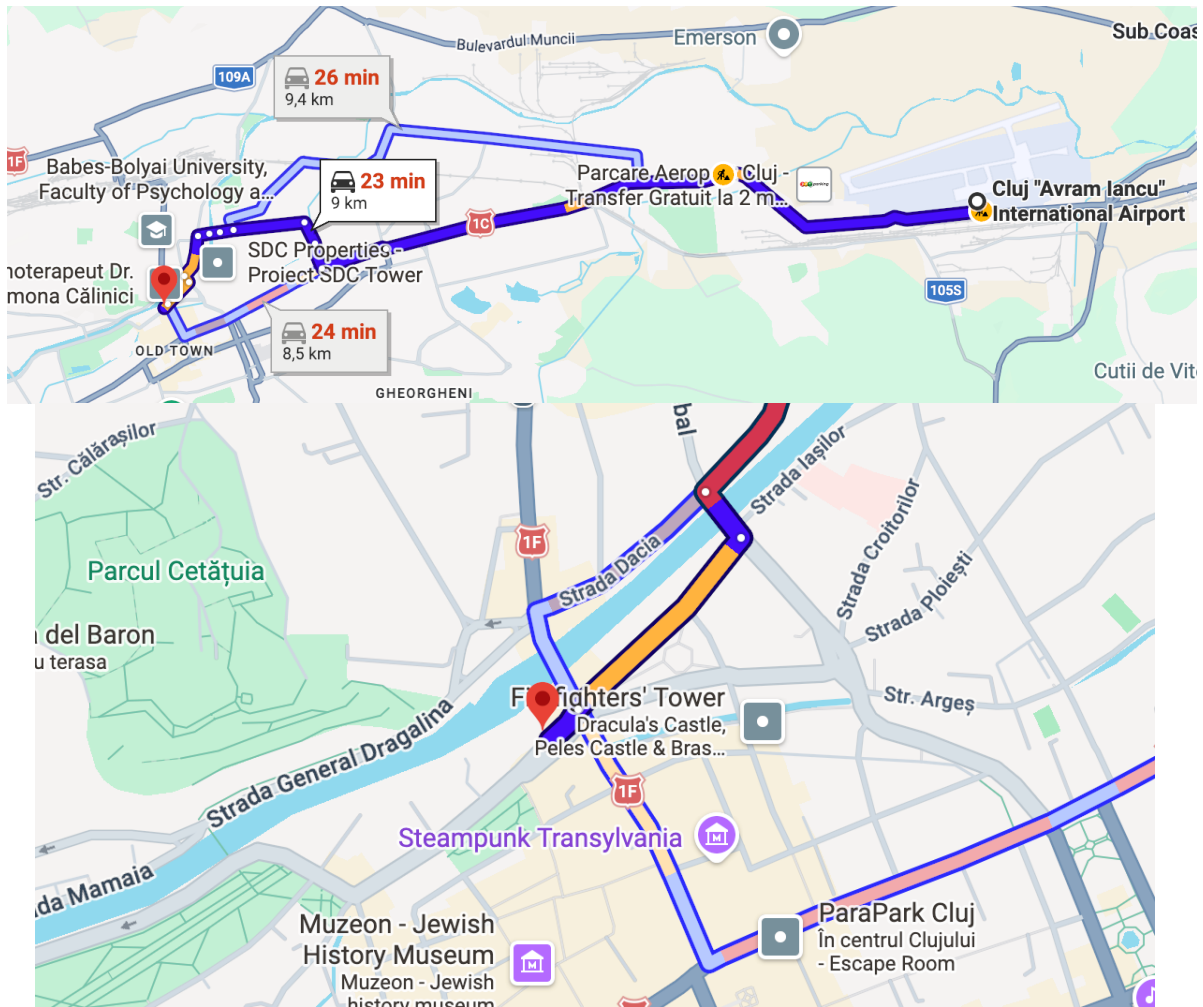 Bulevardul Muncii
Emerson
Sub Coas
109A
26 min
9,4 km
1F
Babes-Bolyai University,
Faculty of Psychology a...
23 min
9 km
Parcare Aerop Cluj -
Transfer Gratuit la 2 m...
Cluj "Avram Iancu"
International Airport
1C
SDC Properties -
Proiect SDC Tower
noterapeut Dr.
mona Călinici
105S
24 min
8,5 km
OLD TOWN
GHEORGHENI
Cutii de Vite
bal
Str. Călărașilor
Strada Iașilor
1F
Strada Croitorilor
Parcul Cetățuia
Strada Dacia
Strada Ploiești
a del Baron
u terasa
Firefighters' Tower
Dracula's Castle,
Peles Castle & Bras...
Str. Argeș
Strada General Dragalina
1F
Steampunk Transylvania
da Mamaia
ParaPark Cluj
În centrul Clujului
- Escape Room
Muzeon - Jewish
History Museum
Muzeon - Jewish
history museum
1F